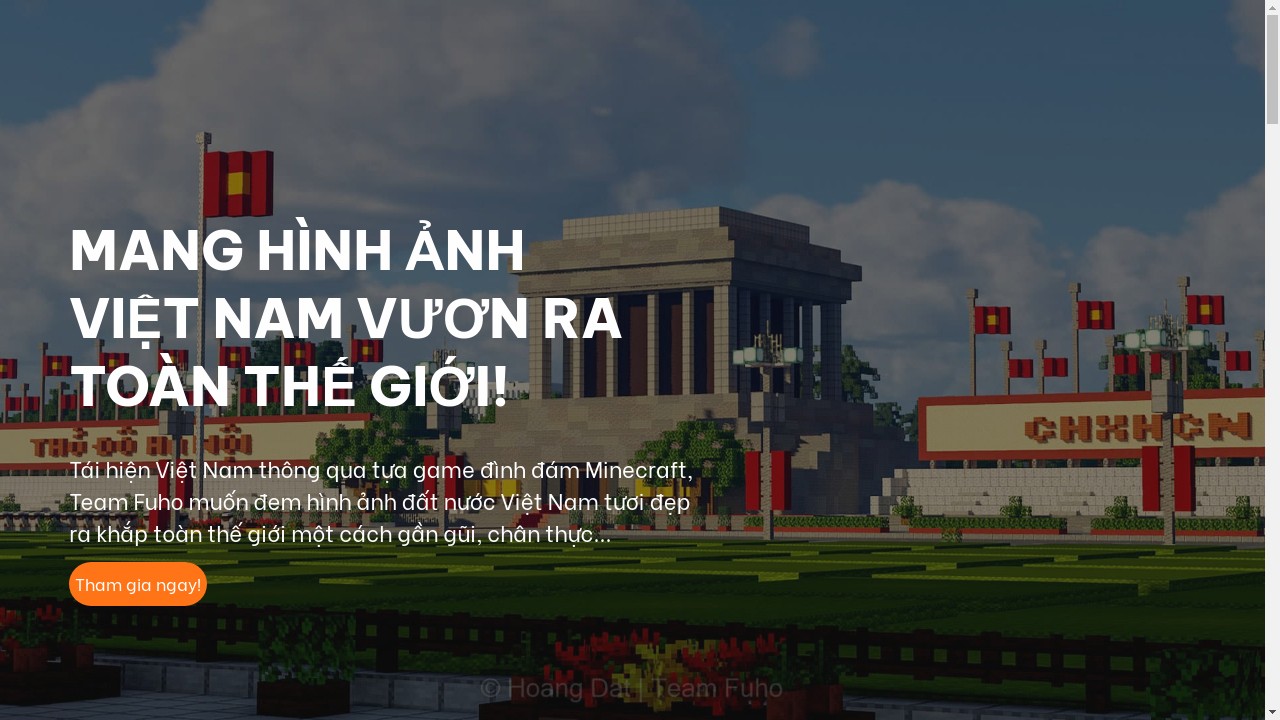 MANG HÌNH ẢNH
VIỆT NAM VƯƠN RA
TOÀN THẾ GIỚI!
THỦ ĐÔ HÀ NỘI
CHXHCN
Tái hiện Việt Nam thông qua tựa game đình đám Minecraft,
Team Fuho muốn đem hình ảnh đất nước Việt Nam tươi đẹp
ra khắp toàn thế giới một cách gần gũi, chân thực...
Tham gia ngay!
© Hoang Dat | Team Fuho